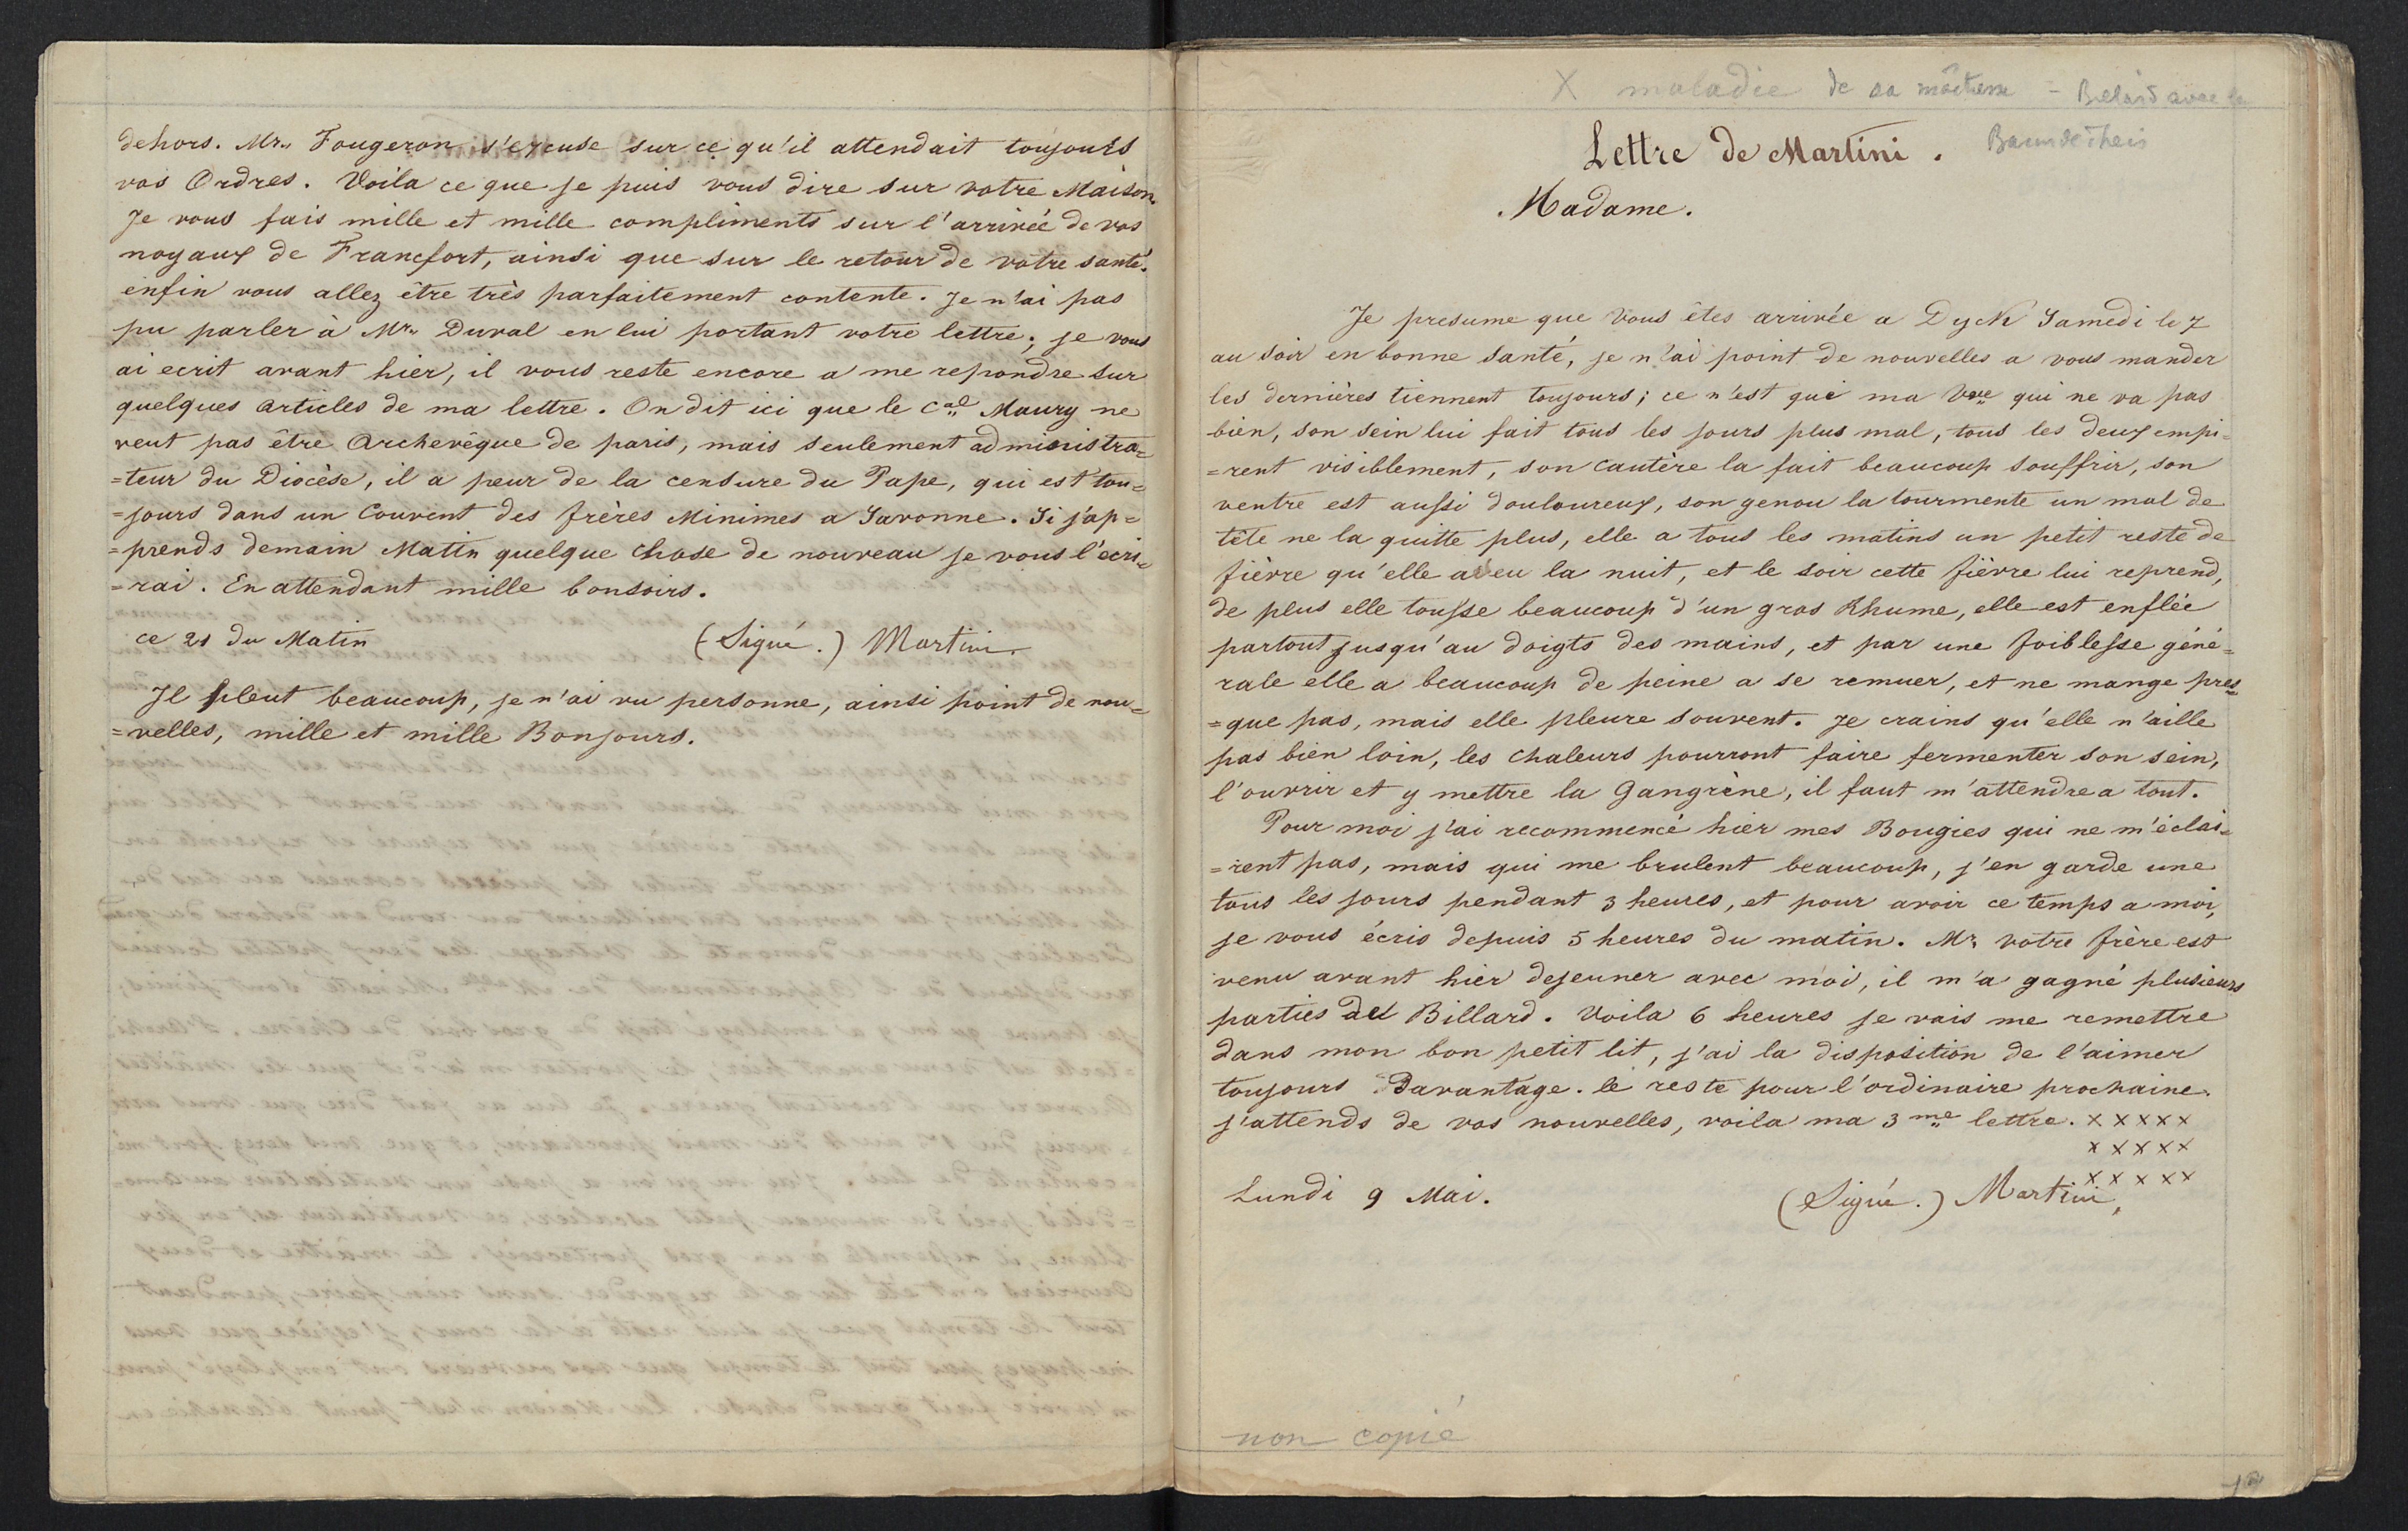 dehors. Mr. Fougeron s'excuse sur ce qu'il attendait toujours
vos Ordres. Voila ce que je puis vous dire sur votre Maison.
Je vous fais mille et mille compliments sur l'arrivée de vos
noyaux de Francfort, ainsi que sur le retour de votre santé.
enfin vous allez être très parfaitement contente. Je n'ai pas
pu parler à Mr. Duval en lui portant votre lettre; je vous
ai ecrit avant hier, il vous reste encore a me repondre sur
quelques articles de ma lettre. On dit ici que le Cal Maury ne
veut pas être Archevêque de paris, mais seulement administra=
=teur du Diocèse, il a peur de la censure du Pape, qui est tou=
=jours dans un Couvent des frères Minimes a Savonne. Si j'ap=
=prends demain Matin quelque chose de nouveau je vous l'ecri=
=rai. En attendant mille bonsoirs.
ce 21 du Matin (Signé.) Martini.
Il pleut beaucoup, je n'ai vu personne, ainsi point de nou=
=velles, mille et mille Bonjours.
X maladie de sa maîtresse = Billard avec le
Baron de Theis
Lettre de Martini.
Madame.
Je presume que vous êtes arrivée a Dyck Samedi le 7
au soir en bonne santé, je n'ai point de nouvelles a vous mander
les dernières tiennent toujours; ce n'est que ma Vve qui ne va pas
bien, son sein lui fait tous les jours plus mal, tous les deux empi=
=rent visiblement, son cautère la fait beaucoup souffrir, son
ventre est aussi douloureux, son genou la tourmente un mal de
tête ne la quitte plus, elle a tous les matins un petit reste de
fièvre qu'elle a eu la nuit, et le soir cette fièvre lui reprend,
de plus elle tousse beaucoup d'un gros Rhume, elle est enflée
partout jusqu'au doigts des mains, et par une foiblesse géné=
rale elle a beaucoup de peine a se remuer, et ne mange pres=
=que pas, mais elle pleure souvent. Je crains qu'elle n'aille
pas bien loin, les chaleurs pourront faire fermenter son sein,
l'ouvrir et y mettre la Gangrène, il faut m'attendre a tout.
Pour moi j'ai recommencé hier mes Bougies qui ne m'éclai=
=rent pas, mais qui me brulent beaucoup, j'en garde une
tous les jours pendant 3 heures, et pour avoir ce temps a moi,
je vous écris depuis 5 heures du matin. Mr. votre frère est
venu avant hier dejeuner avec moi, il m'a gagné plusieurs
parties de Billard. Voila 6 heures je vais me remettre
dans mon bon petit lit, j'ai la disposition de l'aimer
toujours Davantage. le reste pour l'ordinaire prochaine.
j'attends de vos nouvelles, voila ma 3me lettre. x x x x x
x x x x x
x x x x x
Lundi 9 Mai. (Signé.) Martini,
non copié